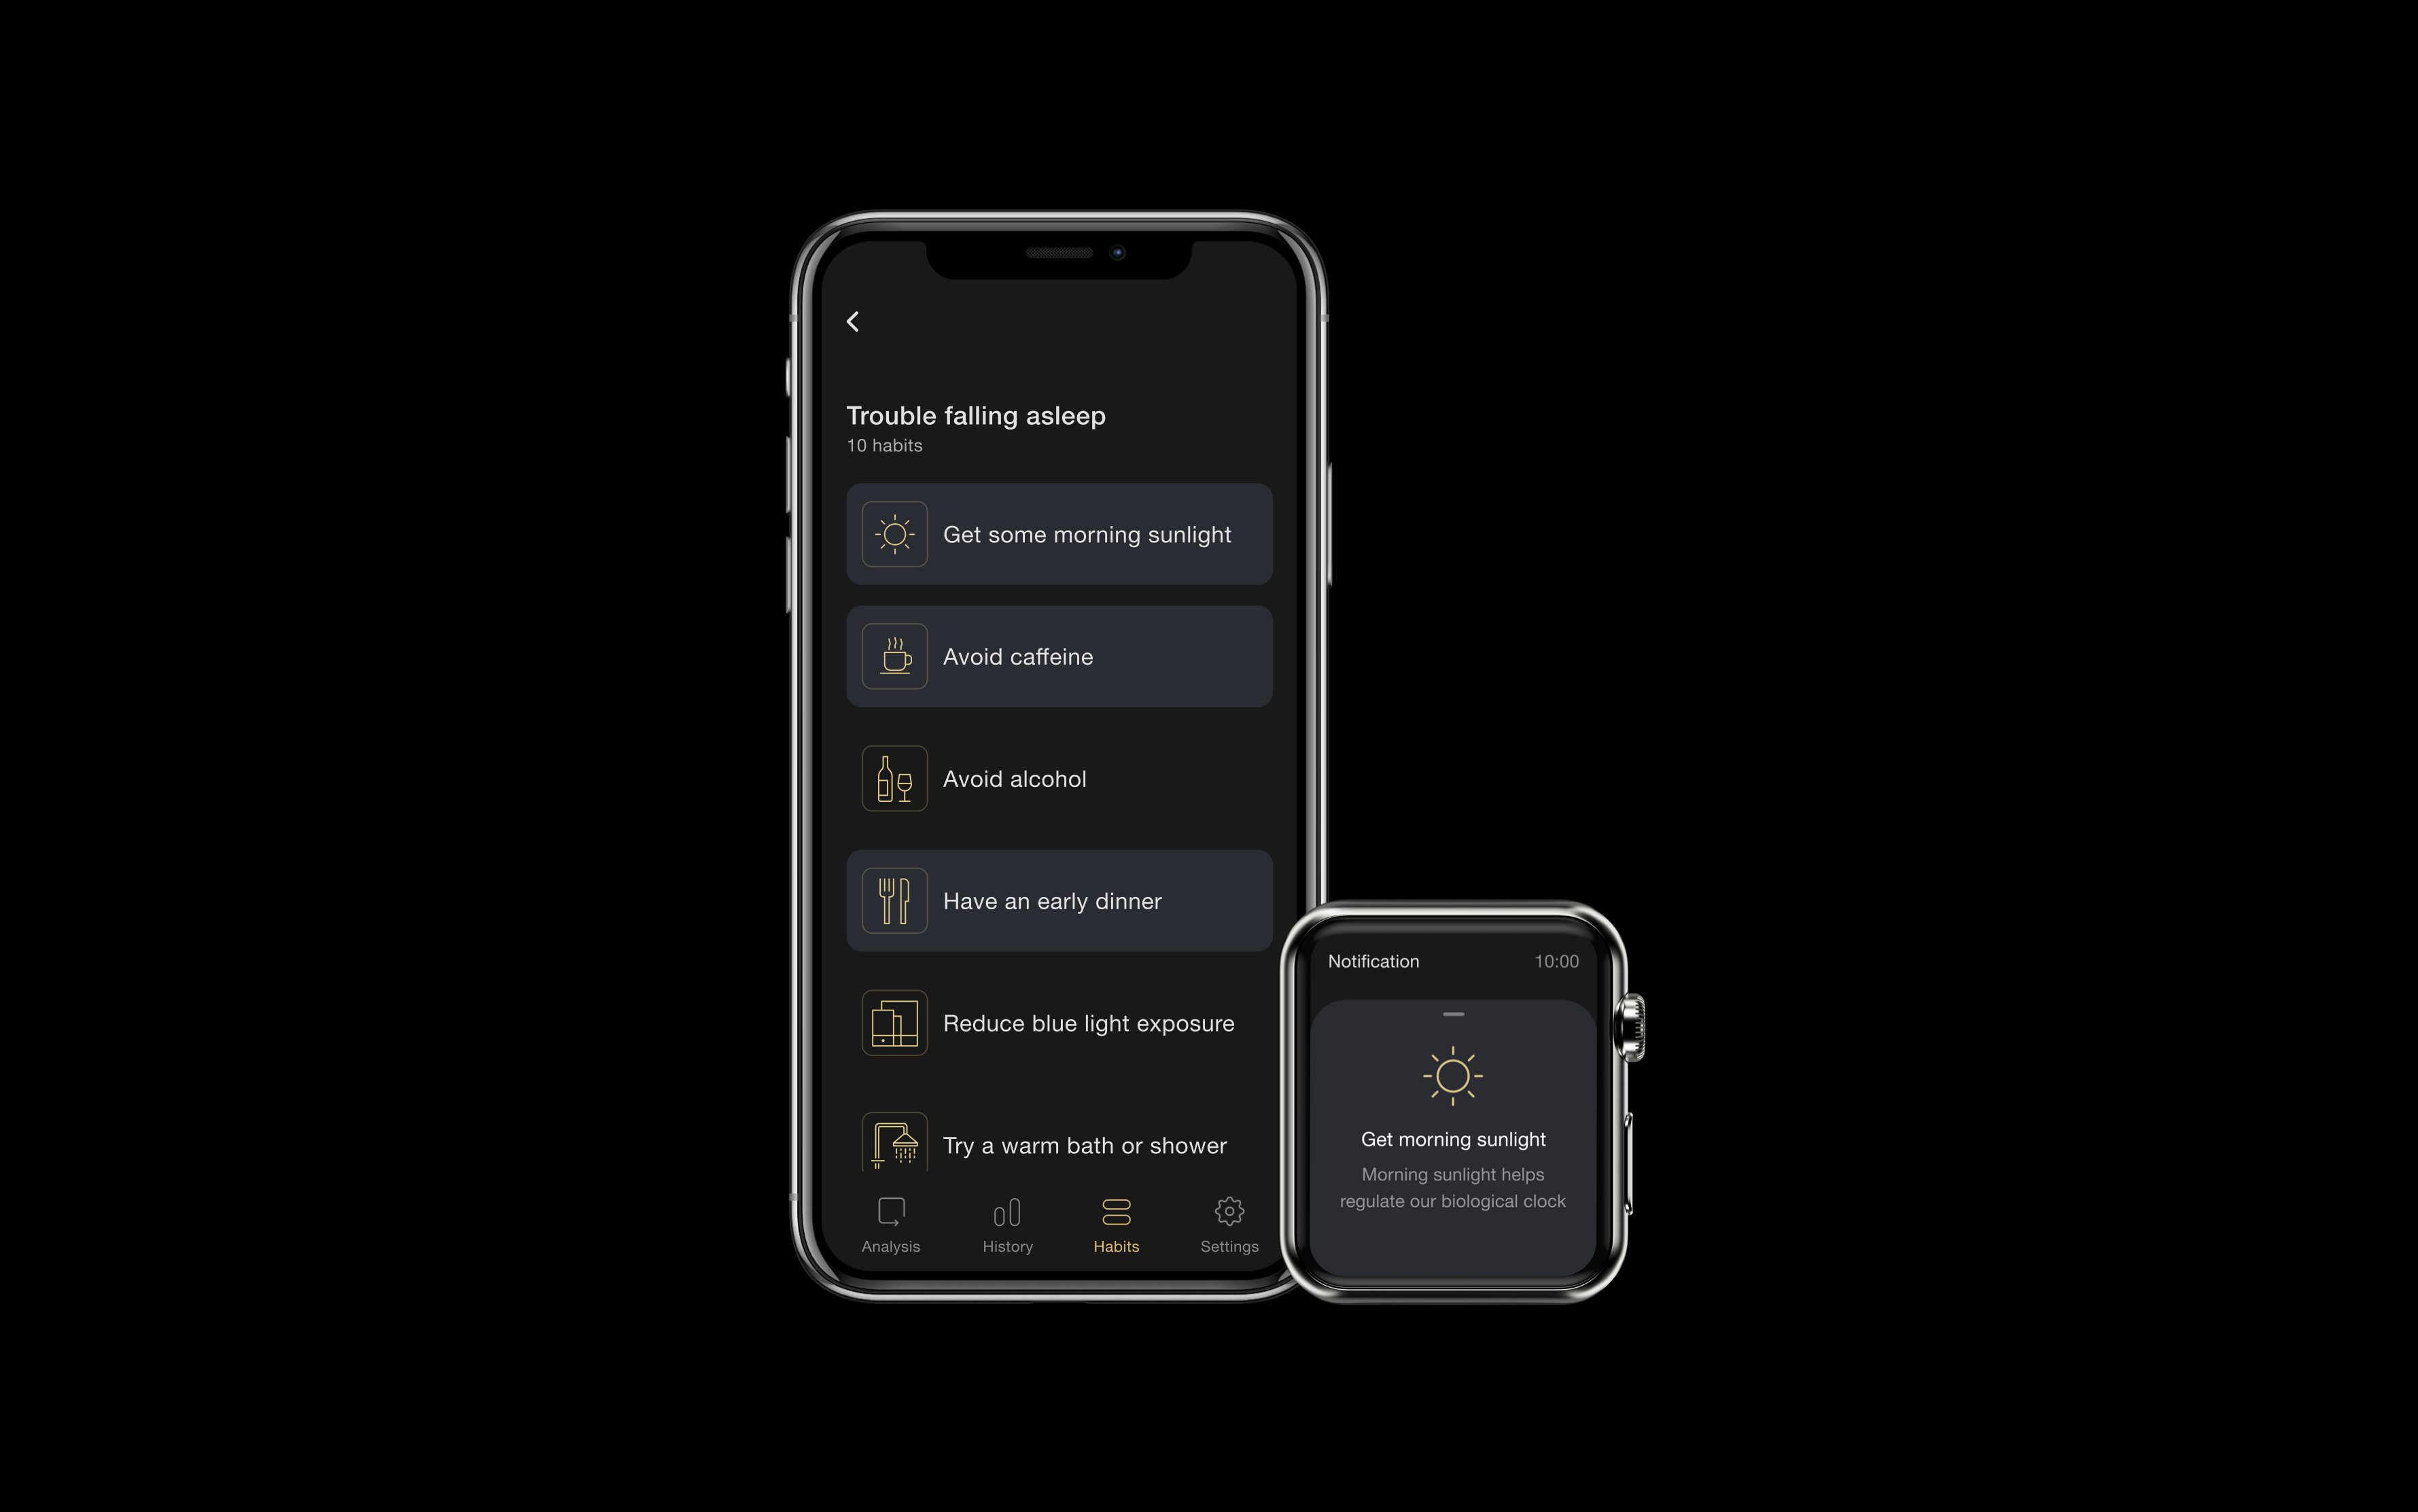 Trouble falling asleep
10 habits
Get some morning sunlight
Avoid caffeine
Avoid alcohol
Have an early dinner
Reduce blue light exposure
Try a warm bath or shower
Analysis
History
Habits
Settings
Notification
10:00
Get morning sunlight
Morning sunlight helps
regulate our biological clock